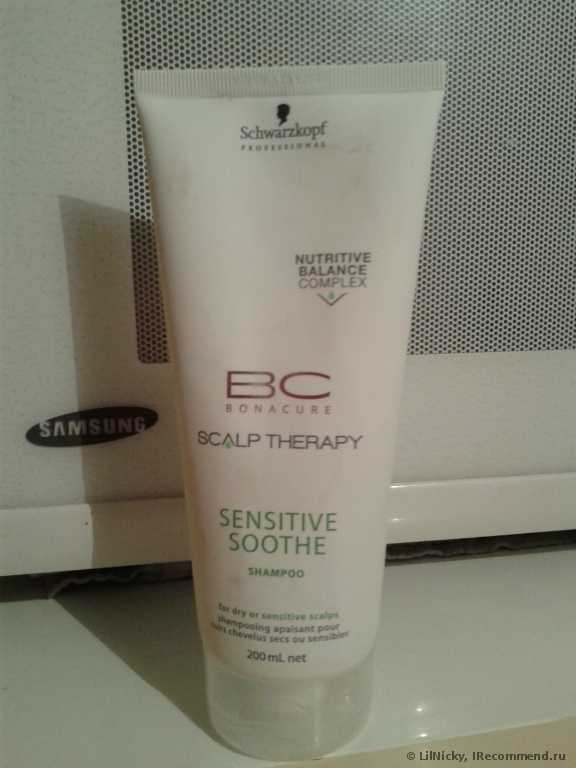 Schwarzkopf
PROFESSIONAL
NUTRITIVE
BALANCE
COMPLEX
BC
BONACURE
SCALP THERAPY
SAMSUNG
SENSITIVE
SOOTHE
SHAMPOO
for dry or sensitive scalps
shampooing apaisant pour
cuirs chevelus secs ou sensibles
200 mL net
© LilNicky, IRecommend.ru